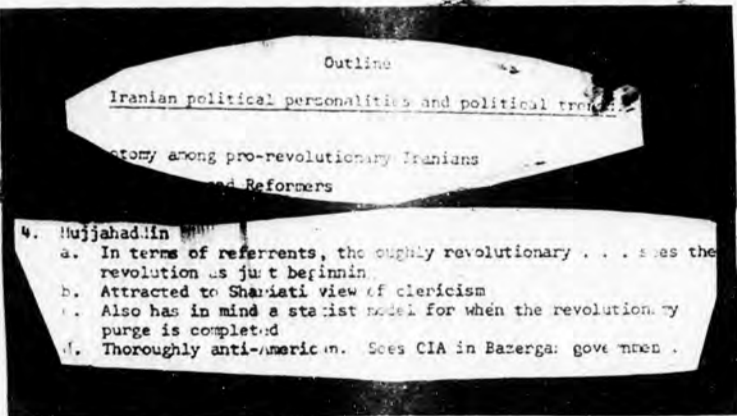 Outline
Iranian political personalities and political
among pro-revolutionary Iranians
Reformers
4. Mujjahaddin
a. In terms of referrents, thoroughly revolutionary . . . sees the
revolution as just beginnin
b. Attracted to Shariati view of clericism
c. Also has in mind a statist model for when the revolutionary
purge is completed
d. Thoroughly anti-American. Sees CIA in Bazergan government.